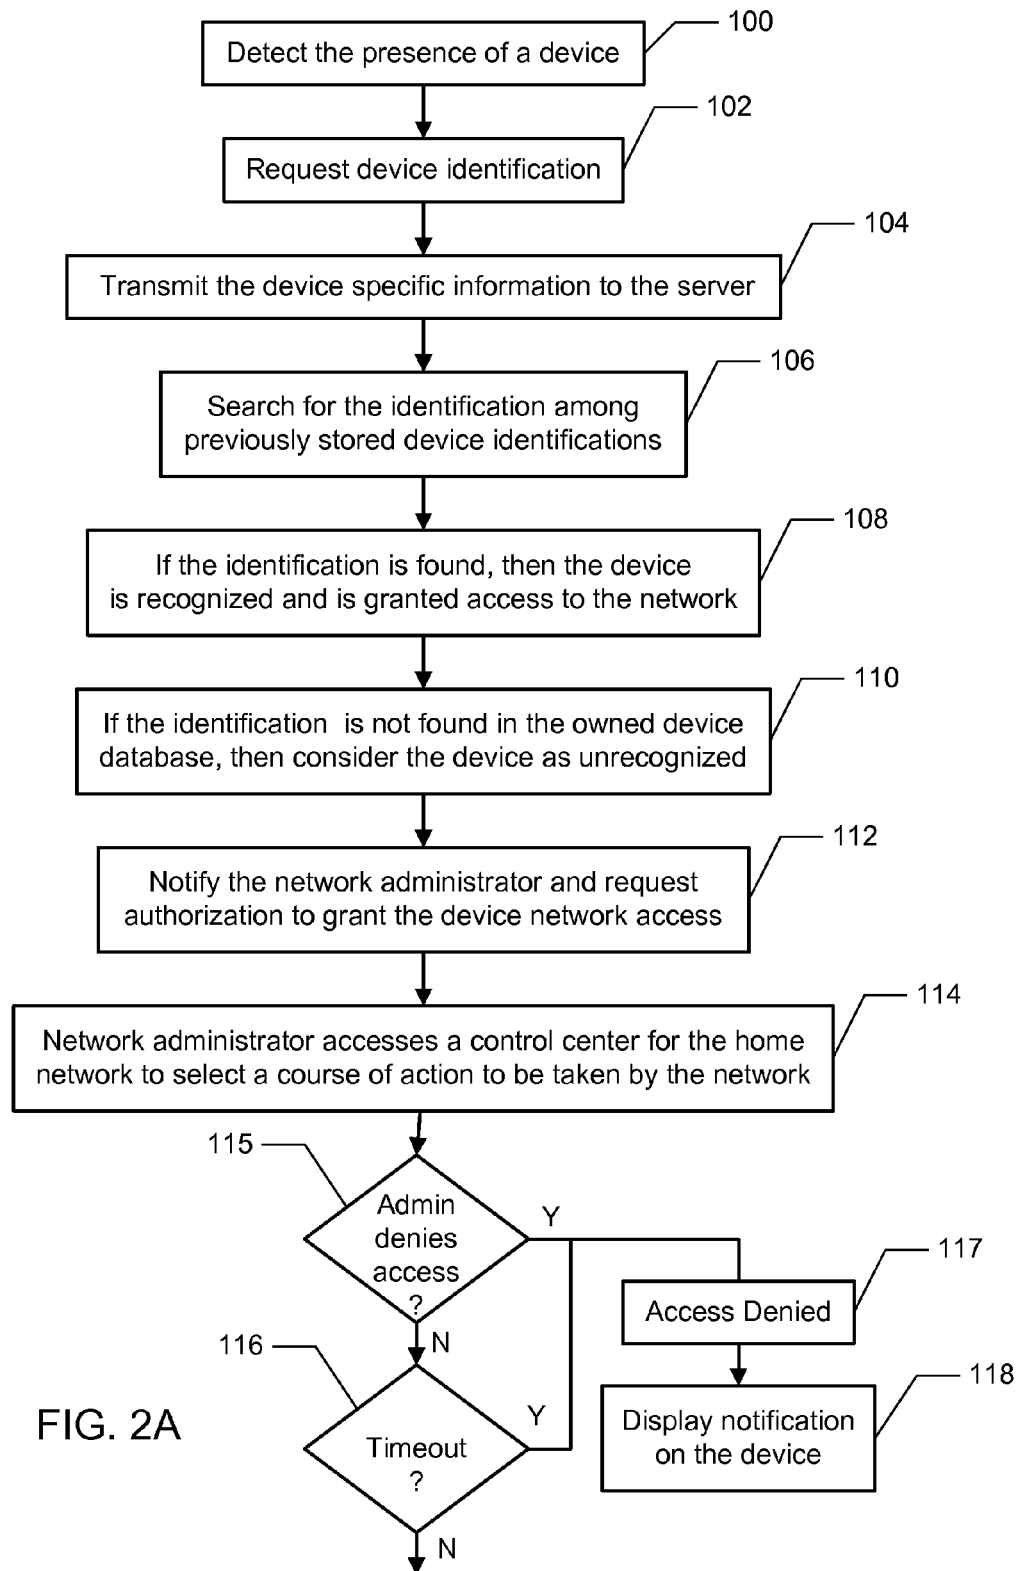 100
Detect the presence of a device
102
Request device identification
104
Transmit the device specific information to the server
106
Search for the identification among
previously stored device identifications
108
If the identification is found, then the device
is recognized and is granted access to the network
110
If the identification is not found in the owned device
database, then consider the device as unrecognized
112
Notify the network administrator and request
authorization to grant the device network access
114
Network administrator accesses a control center for the home
network to select a course of action to be taken by the network
115
Admin
denies
access
?
Y
N
117
Access Denied
116
Timeout
?
Y
N
118
Display notification
on the device
FIG. 2A